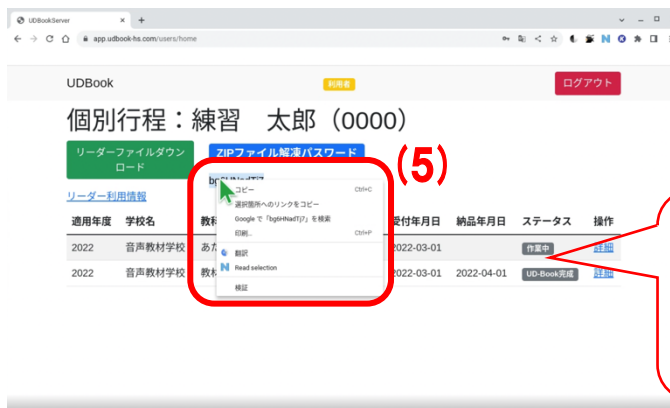 UDBookServer
app.udbook-hs.com/users/home
UDBook
利用者
ログアウト
個別行程：練習　太郎（0000）
リーダーファイルダウン
ロード
ZIPファイル解凍パスワード
(5)
bg6HNadTj7
コピー Ctrl+C
選択箇所へのリンクをコピー
Google で「bg6HNadTj7」を検索
印刷... Ctrl+P
翻訳
Read selection
検証
リーダー利用情報
適用年度 学校名 教科 受付年月日 納品年月日 ステータス 操作
2022 音声教材学校 あた 2022-03-01 作業中 詳細
2022 音声教材学校 教材 2022-03-01 2022-04-01 UD-Book完成 詳細